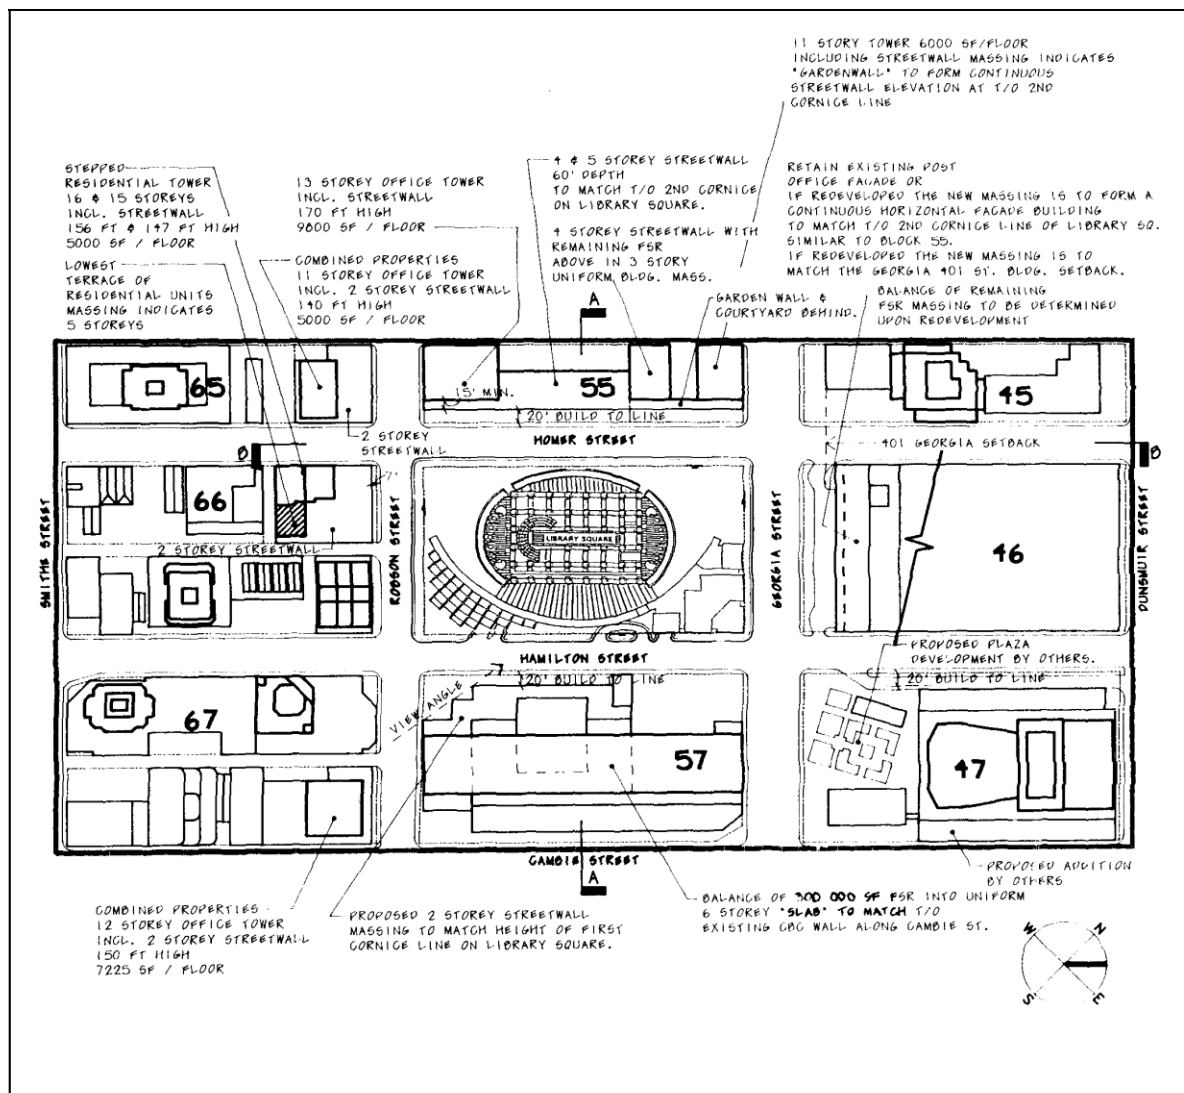 11 STORY TOWER 6000 SF/FLOOR
INCLUDING STREETWALL MASSING INDICATES
"GARDENWALL" TO FORM CONTINUOUS
STREETWALL ELEVATION AT T/O 2ND
CORNICE LINE
STEPPED
RESIDENTIAL TOWER
16 & 15 STOREYS
INCL. STREETWALL
156 FT & 147 FT HIGH
5000 SF / FLOOR
LOWEST
TERRACE OF
RESIDENTIAL UNITS
MASSING INDICATES
5 STOREYS
13 STOREY OFFICE TOWER
INCL. STREETWALL
170 FT HIGH
9800 SF / FLOOR
COMBINED PROPERTIES
11 STOREY OFFICE TOWER
INCL. 2 STOREY STREETWALL
140 FT HIGH
5000 SF / FLOOR
4 & 5 STOREY STREETWALL
60' DEPTH
TO MATCH T/O 2ND CORNICE
ON LIBRARY SQUARE.
4 STOREY STREETWALL WITH
REMAINING FSR
ABOVE IN 3 STORY
UNIFORM BLDG. MASS.
A
GARDEN WALL &
COURTYARD BEHIND.
RETAIN EXISTING POST
OFFICE FACADE OR
IF REDEVELOPED THE NEW MASSING IS TO FORM A
CONTINUOUS HORIZONTAL FACADE BUILDING
TO MATCH T/O 2ND CORNICE LINE OF LIBRARY SQ.
SIMILAR TO BLOCK 55.
IF REDEVELOPED THE NEW MASSING IS TO
MATCH THE GEORGIA 401 ST. BLDG. SETBACK.
BALANCE OF REMAINING
FSR MASSING TO BE DETERMINED
UPON REDEVELOPMENT
65
55
45
15' MIN.
20' BUILD TO LINE
2 STOREY
STREETWALL
HOMER STREET
401 GEORGIA SETBACK
B
B
66
7'
2 STOREY STREETWALL
SMITHE STREET
ROBSON STREET
LIBRARY SQUARE
GEORGIA STREET
46
DUNSMUIR STREET
HAMILTON STREET
PROPOSED PLAZA
DEVELOPMENT BY OTHERS.
20' BUILD TO LINE
20' BUILD TO LINE
VIEW ANGLE
67
57
47
CAMBIE STREET
A
PROPOSED ADDITION
BY OTHERS
COMBINED PROPERTIES
12 STOREY OFFICE TOWER
INCL. 2 STOREY STREETWALL
150 FT HIGH
7225 SF / FLOOR
PROPOSED 2 STOREY STREETWALL
MASSING TO MATCH HEIGHT OF FIRST
CORNICE LINE ON LIBRARY SQUARE.
BALANCE OF 300 000 SF FSR INTO UNIFORM
6 STOREY "SLAB" TO MATCH T/O
EXISTING CBC WALL ALONG CAMBIE ST.
W
N
S
E